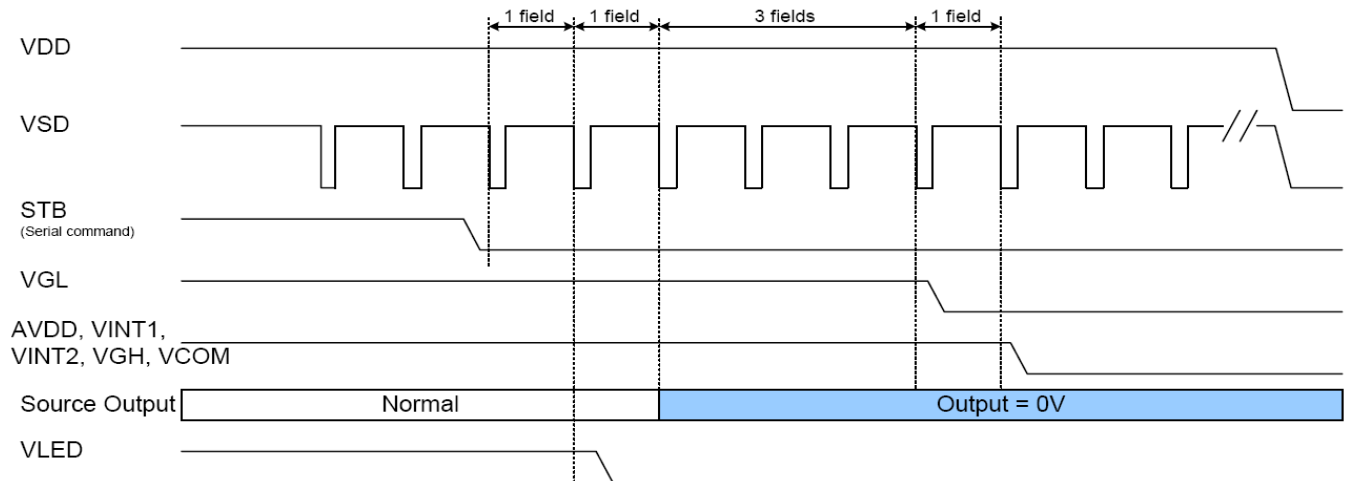 1 field 1 field 3 fields 1 field
VDD
VSD
STB
(Serial command)
VGL
AVDD, VINT1,
VINT2, VGH, VCOM
Source Output Normal Output = 0V
VLED